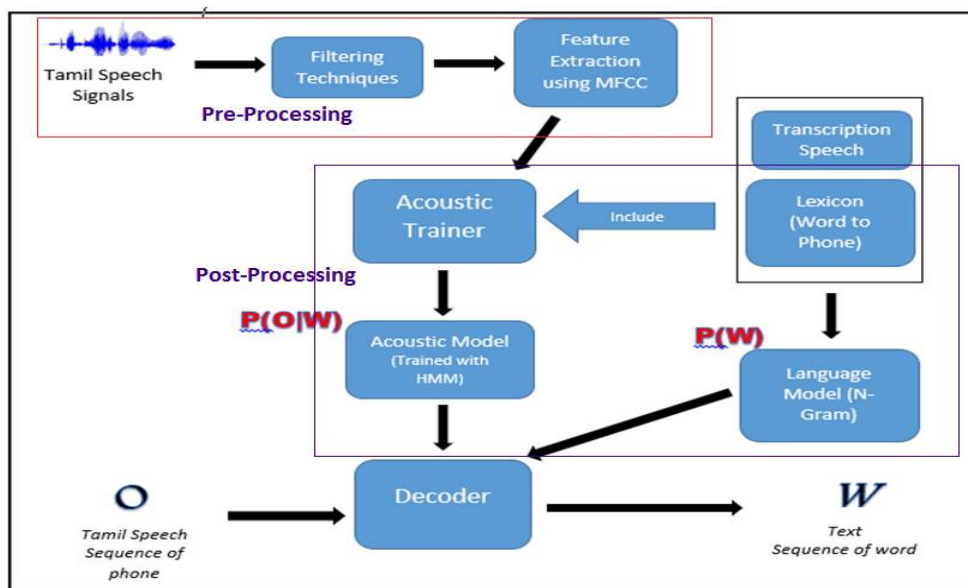 Tamil Speech
Signals
Filtering
Techniques
Feature
Extraction
using MFCC
Pre-Processing
Transcription
Speech
Acoustic
Trainer
Include
Lexicon
(Word to
Phone)
Post-Processing
P(O|W)
Acoustic Model
(Trained with
HMM)
P(W)
Language
Model (N-
Gram)
O
Tamil Speech
Sequence of
phone
Decoder
W
Text
Sequence of word